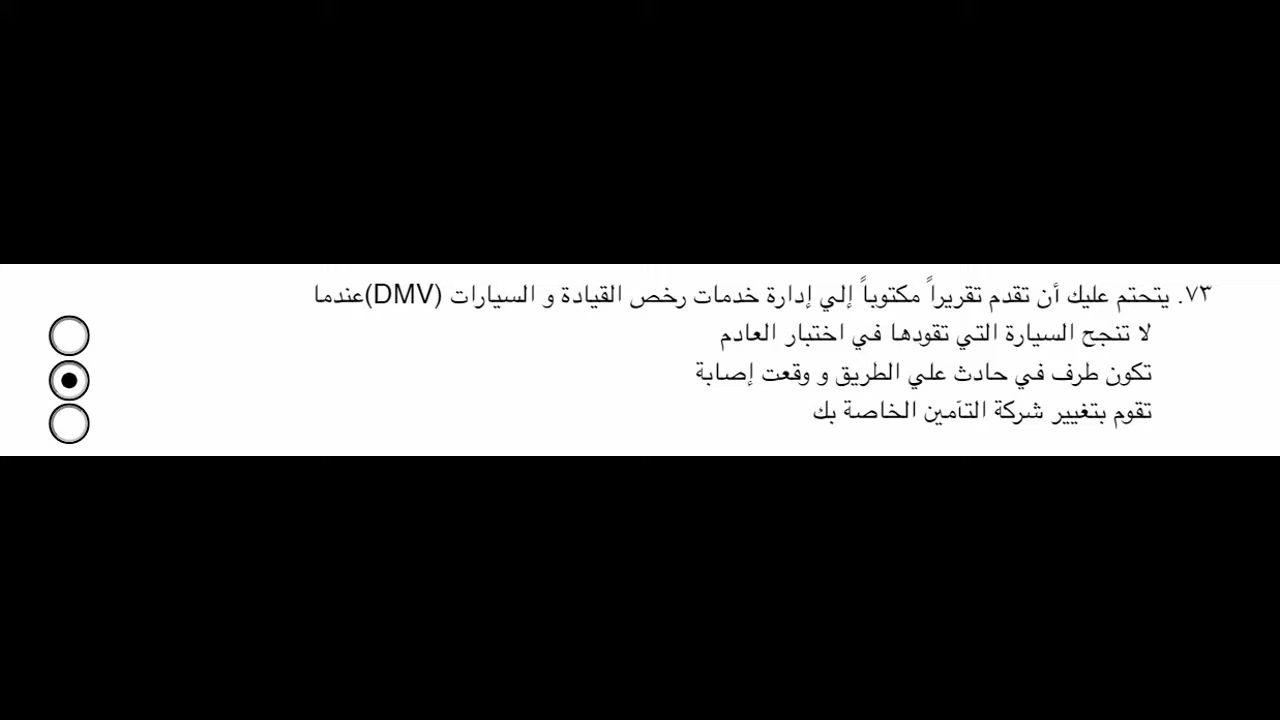 ٧٣. يتحتم عليك أن تقدم تقريراً مكتوباً إلي إدارة خدمات رخص القيادة و السيارات (DMV)عندما
لا تنجح السيارة التي تقودها في اختبار العادم
تكون طرف في حادث علي الطريق و وقعت إصابة
تقوم بتغيير شركة التآمين الخاصة بك